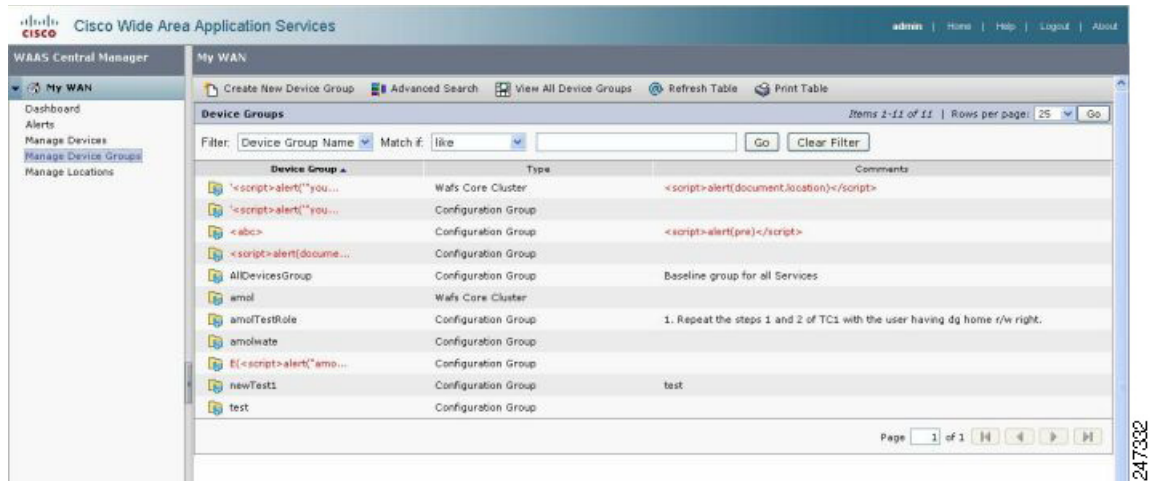 CISCO Cisco Wide Area Application Services admin | Home | Help | Logout | About
WAAS Central Manager
My WAN
My WAN
Dashboard
Alerts
Manage Devices
Manage Device Groups
Manage Locations
Create New Device Group Advanced Search View All Device Groups Refresh Table Print Table
Device Groups Items 1-11 of 11 | Rows per page: 25 Go
Filter: Device Group Name Match if: like Go Clear Filter
Device Group Type Comments
'<script>alert('"you... Wafs Core Cluster <script>alert(document.location)</script>
'<script>alert('"you... Configuration Group
<abc> Configuration Group <script>alert(pre)</script>
<script>alert(docume... Configuration Group
AllDevicesGroup Configuration Group Baseline group for all Services
amol Wafs Core Cluster
amolTestRole Configuration Group 1. Repeat the steps 1 and 2 of TC1 with the user having dg home r/w right.
amolwate Configuration Group
<script>alert("amo... Configuration Group
newTest1 Configuration Group test
test Configuration Group
Page 1 of 1
247332